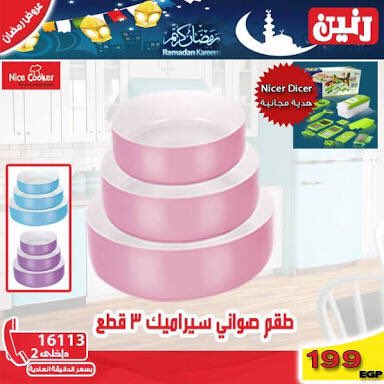 عروض رمضان
رمضان كريم
Ramadan Kareem
رنين
Nice Cooker
Nicer Dicer
هدية مجانية
طقم صواني سيراميك ٣ قطع
16113
داخلى 2
بسعر الدقيقة العادية
199 EGP